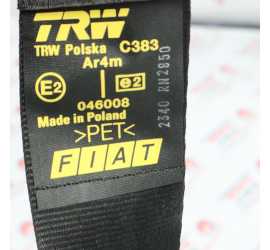 TRW
TRW Polska C383
Ar4m
E2 e2
046008
Made in Poland
>PET<
FIAT
2340 RN2850